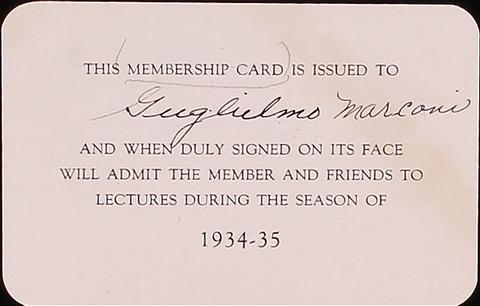 THIS MEMBERSHIP CARD IS ISSUED TO
Guglielmo Marconi
AND WHEN DULY SIGNED ON ITS FACE
WILL ADMIT THE MEMBER AND FRIENDS TO
LECTURES DURING THE SEASON OF
1934-35